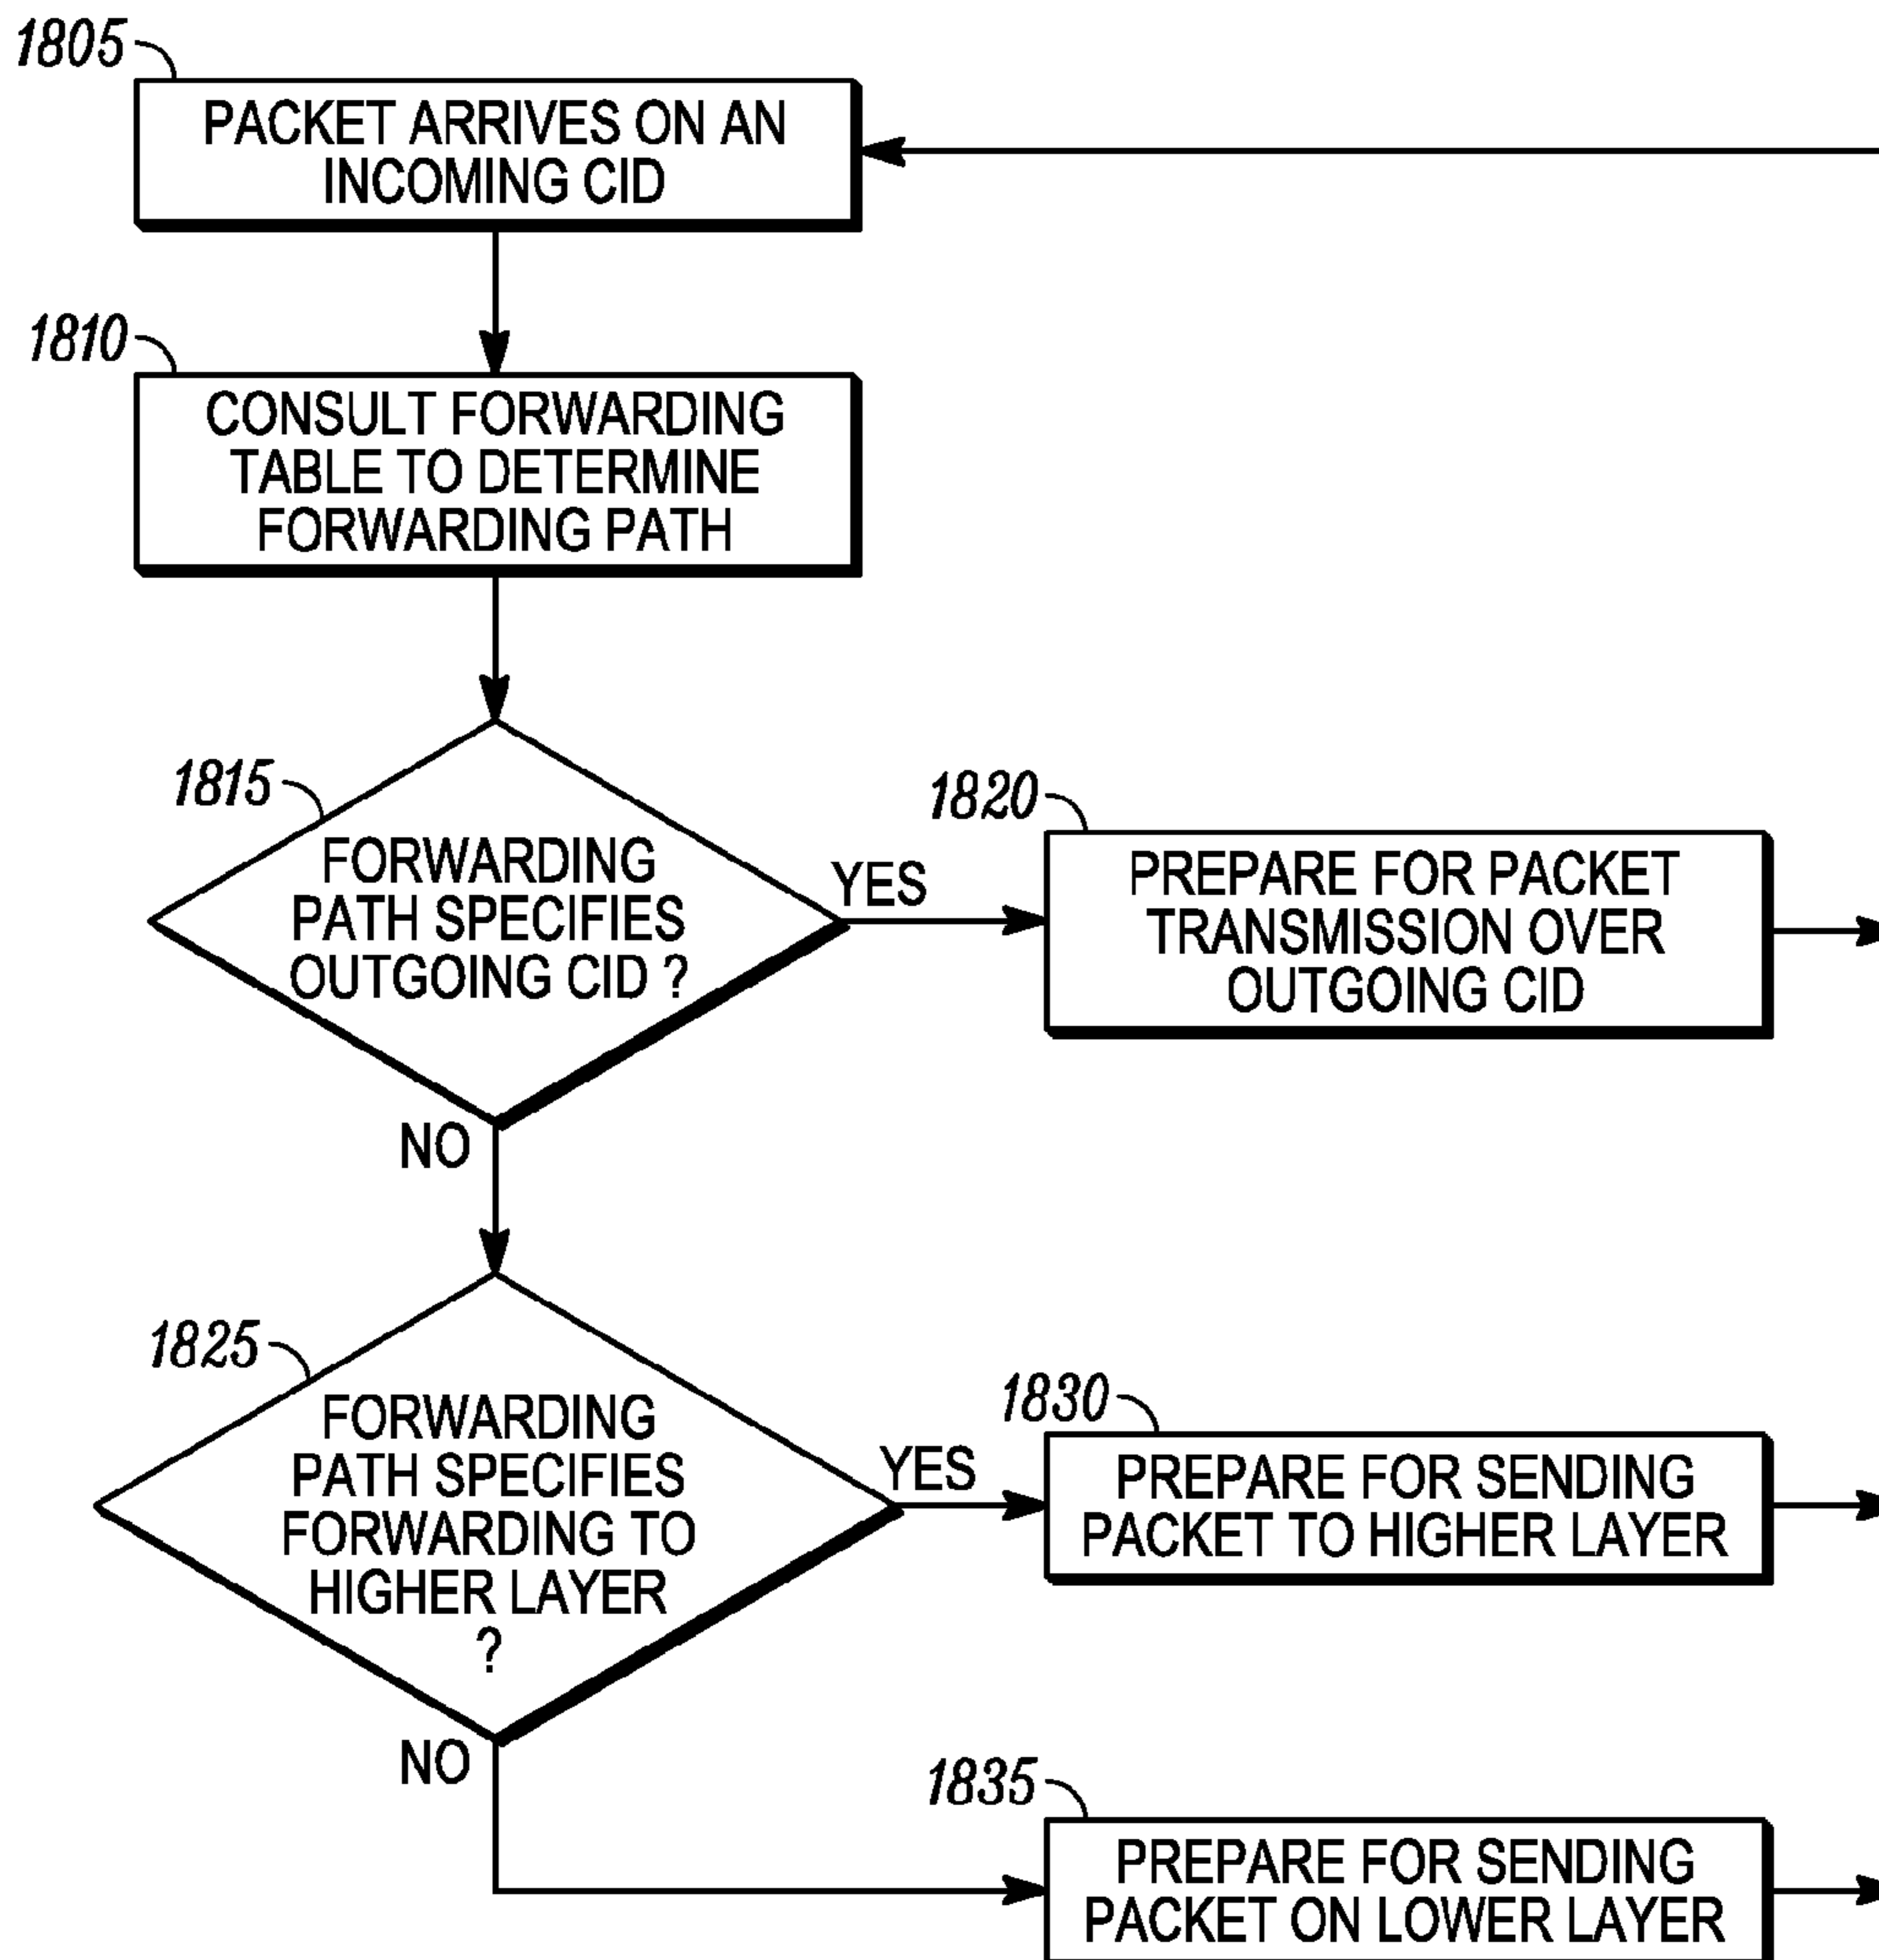 1805
PACKET ARRIVES ON AN
INCOMING CID
1810
CONSULT FORWARDING
TABLE TO DETERMINE
FORWARDING PATH
1815
FORWARDING
PATH SPECIFIES
OUTGOING CID ?
YES
1820
PREPARE FOR PACKET
TRANSMISSION OVER
OUTGOING CID
NO
1825
FORWARDING
PATH SPECIFIES
FORWARDING TO
HIGHER LAYER
?
YES
1830
PREPARE FOR SENDING
PACKET TO HIGHER LAYER
NO
1835
PREPARE FOR SENDING
PACKET ON LOWER LAYER